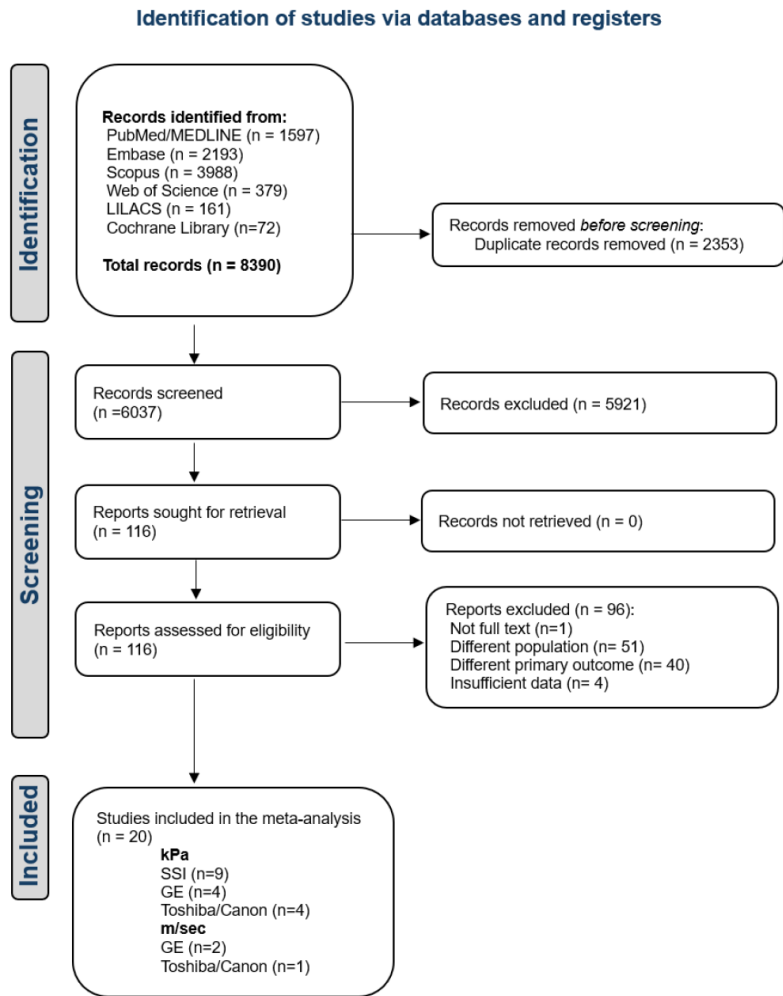 Identification of studies via databases and registers
Identification
Records identified from:
PubMed/MEDLINE (n = 1597)
Embase (n = 2193)
Scopus (n = 3988)
Web of Science (n = 379)
LILACS (n = 161)
Cochrane Library (n=72)
Total records (n = 8390)
Records removed before screening:
Duplicate records removed (n = 2353)
Screening
Records screened
(n =6037)
Records excluded (n = 5921)
Reports sought for retrieval
(n = 116)
Records not retrieved (n = 0)
Reports assessed for eligibility
(n = 116)
Reports excluded (n = 96):
Not full text (n=1)
Different population (n= 51)
Different primary outcome (n= 40)
Insufficient data (n= 4)
Included
Studies included in the meta-analysis
(n = 20)
kPa
SSI (n=9)
GE (n=4)
Toshiba/Canon (n=4)
m/sec
GE (n=2)
Toshiba/Canon (n=1)